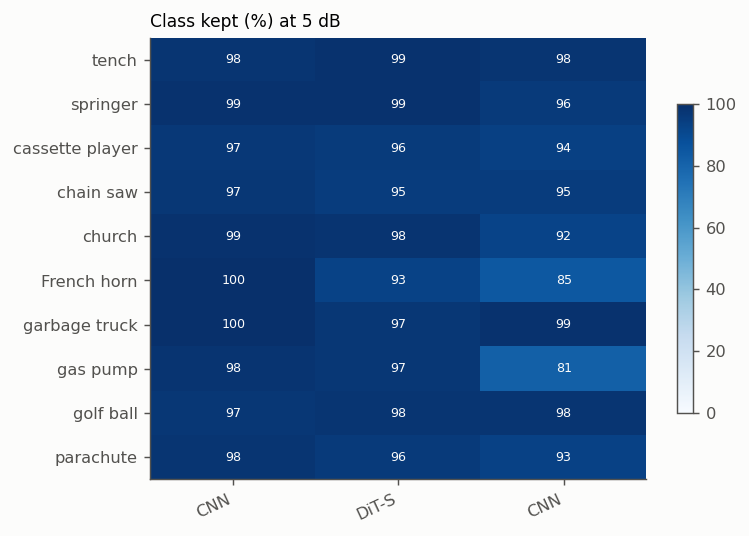 Class kept (%) at 5 dB
tench 98 99 98
springer 99 99 96
cassette player 97 96 94
chain saw 97 95 95
church 99 98 92
French horn 100 93 85
garbage truck 100 97 99
gas pump 98 97 81
golf ball 97 98 98
parachute 98 96 93
CNN DiT-S CNN
100
80
60
40
20
0